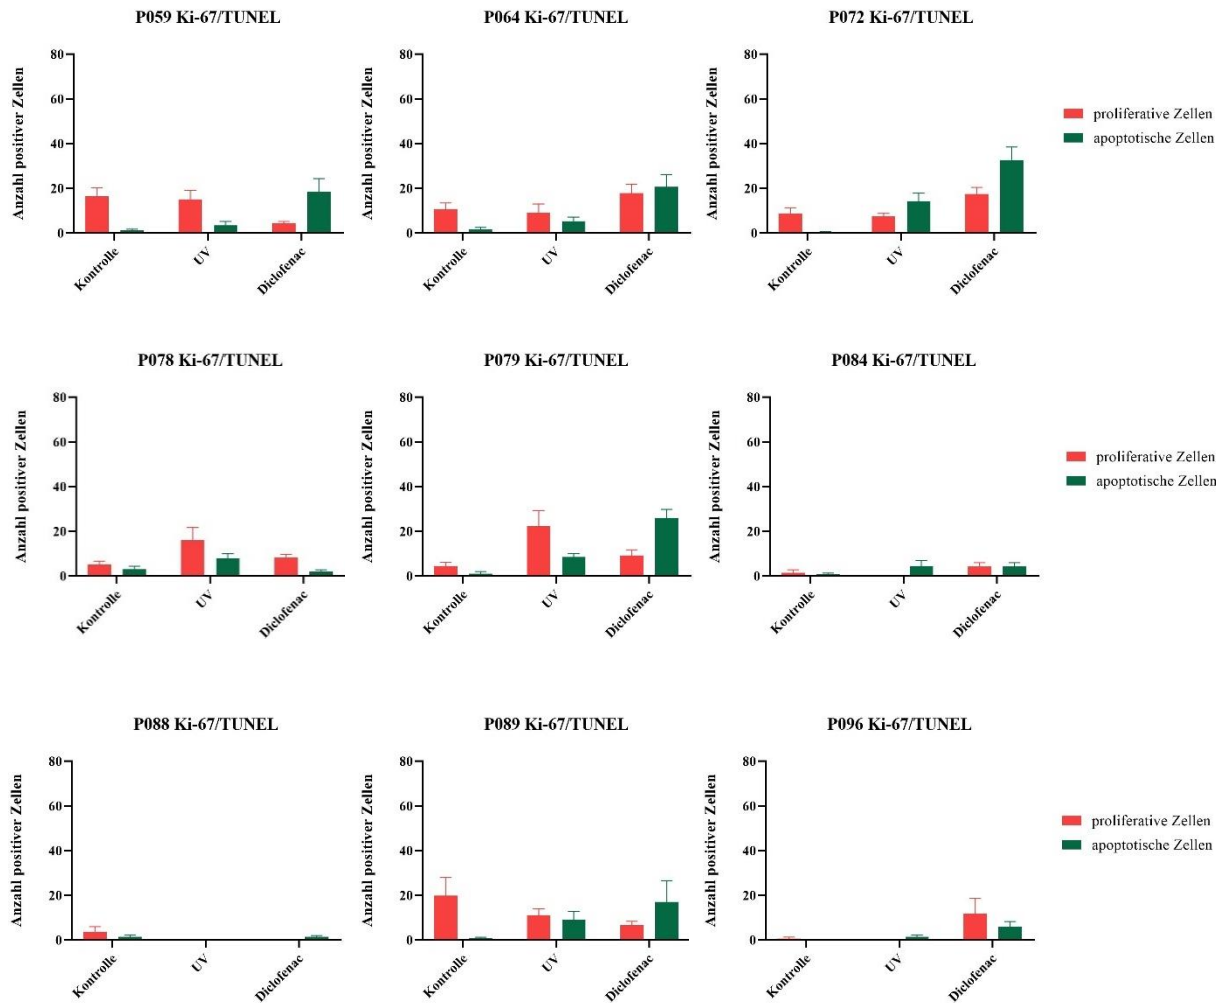 P059 Ki-67/TUNEL
Anzahl positiver Zellen
80
60
40
20
0
Kontrolle
UV
Diclofenac
P064 Ki-67/TUNEL
Anzahl positiver Zellen
80
60
40
20
0
Kontrolle
UV
Diclofenac
P072 Ki-67/TUNEL
Anzahl positiver Zellen
80
60
40
20
0
Kontrolle
UV
Diclofenac
proliferative Zellen
apoptotische Zellen
P078 Ki-67/TUNEL
Anzahl positiver Zellen
80
60
40
20
0
Kontrolle
UV
Diclofenac
P079 Ki-67/TUNEL
Anzahl positiver Zellen
80
60
40
20
0
Kontrolle
UV
Diclofenac
P084 Ki-67/TUNEL
Anzahl positiver Zellen
80
60
40
20
0
Kontrolle
UV
Diclofenac
proliferative Zellen
apoptotische Zellen
P088 Ki-67/TUNEL
Anzahl positiver Zellen
80
60
40
20
0
Kontrolle
UV
Diclofenac
P089 Ki-67/TUNEL
Anzahl positiver Zellen
80
60
40
20
0
Kontrolle
UV
Diclofenac
P096 Ki-67/TUNEL
Anzahl positiver Zellen
80
60
40
20
0
Kontrolle
UV
Diclofenac
proliferative Zellen
apoptotische Zellen